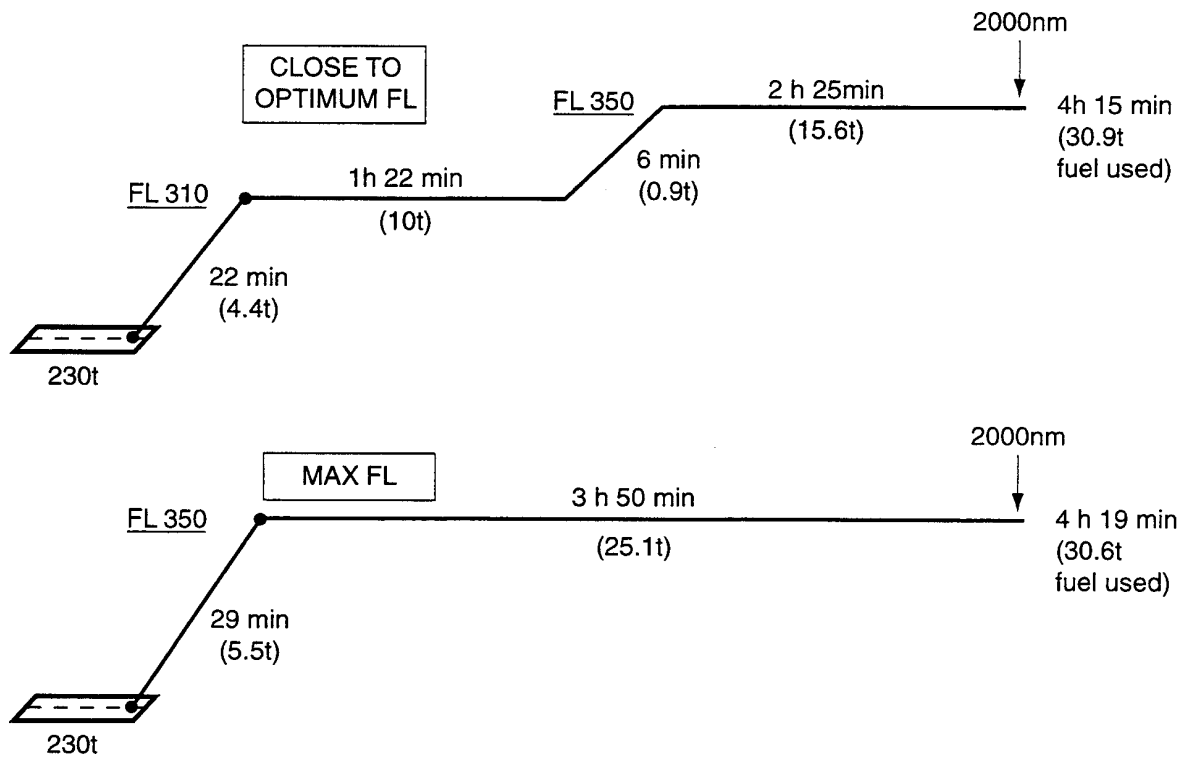 2000nm
CLOSE TO
OPTIMUM FL
FL 350
2 h 25min
(15.6t)
4h 15 min
(30.9t
fuel used)
6 min
(0.9t)
FL 310
1h 22 min
(10t)
22 min
(4.4t)
230t
2000nm
MAX FL
FL 350
3 h 50 min
(25.1t)
4 h 19 min
(30.6t
fuel used)
29 min
(5.5t)
230t